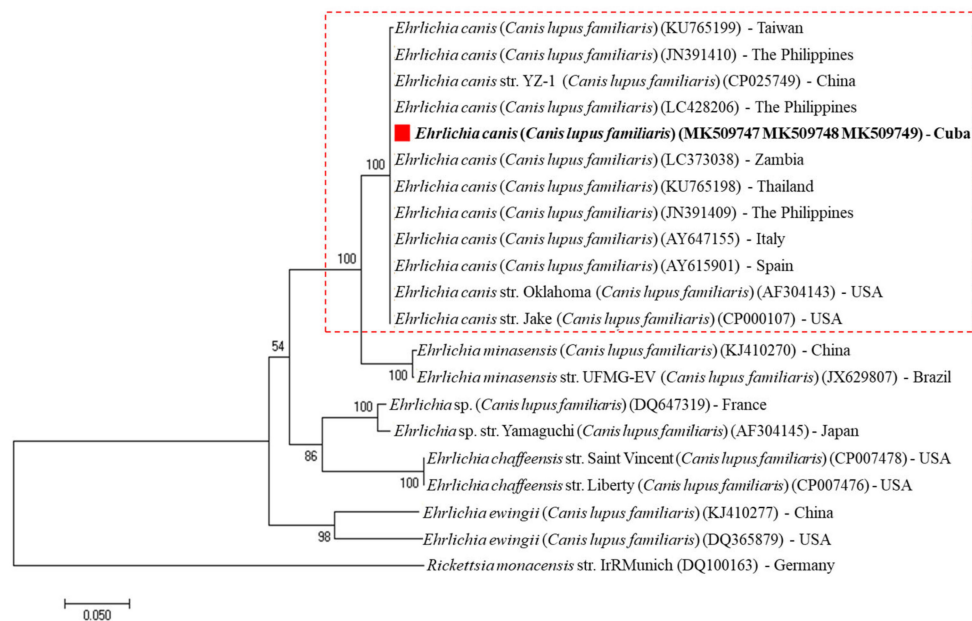 Ehrlichia canis (Canis lupus familiaris) (KU765199) - Taiwan
Ehrlichia canis (Canis lupus familiaris) (JN391410) - The Philippines
Ehrlichia canis str. YZ-1 (Canis lupus familiaris) (CP025749) - China
Ehrlichia canis (Canis lupus familiaris) (LC428206) - The Philippines
Ehrlichia canis (Canis lupus familiaris) (MK509747 MK509748 MK509749) - Cuba
100
Ehrlichia canis (Canis lupus familiaris) (LC373038) - Zambia
Ehrlichia canis (Canis lupus familiaris) (KU765198) - Thailand
Ehrlichia canis (Canis lupus familiaris) (JN391409) - The Philippines
Ehrlichia canis (Canis lupus familiaris) (AY647155) - Italy
100
Ehrlichia canis (Canis lupus familiaris) (AY615901) - Spain
Ehrlichia canis str. Oklahoma (Canis lupus familiaris) (AF304143) - USA
Ehrlichia canis str. Jake (Canis lupus familiaris) (CP000107) - USA
54
Ehrlichia minasensis (Canis lupus familiaris) (KJ410270) - China
100
Ehrlichia minasensis str. UFMG-EV (Canis lupus familiaris) (JX629807) - Brazil
100
Ehrlichia sp. (Canis lupus familiaris) (DQ647319) - France
Ehrlichia sp. str. Yamaguchi (Canis lupus familiaris) (AF304145) - Japan
86
Ehrlichia chaffeensis str. Saint Vincent (Canis lupus familiaris) (CP007478) - USA
100
Ehrlichia chaffeensis str. Liberty (Canis lupus familiaris) (CP007476) - USA
Ehrlichia ewingii (Canis lupus familiaris) (KJ410277) - China
98
Ehrlichia ewingii (Canis lupus familiaris) (DQ365879) - USA
Rickettsia monacensis str. IrRMunich (DQ100163) - Germany
0.050